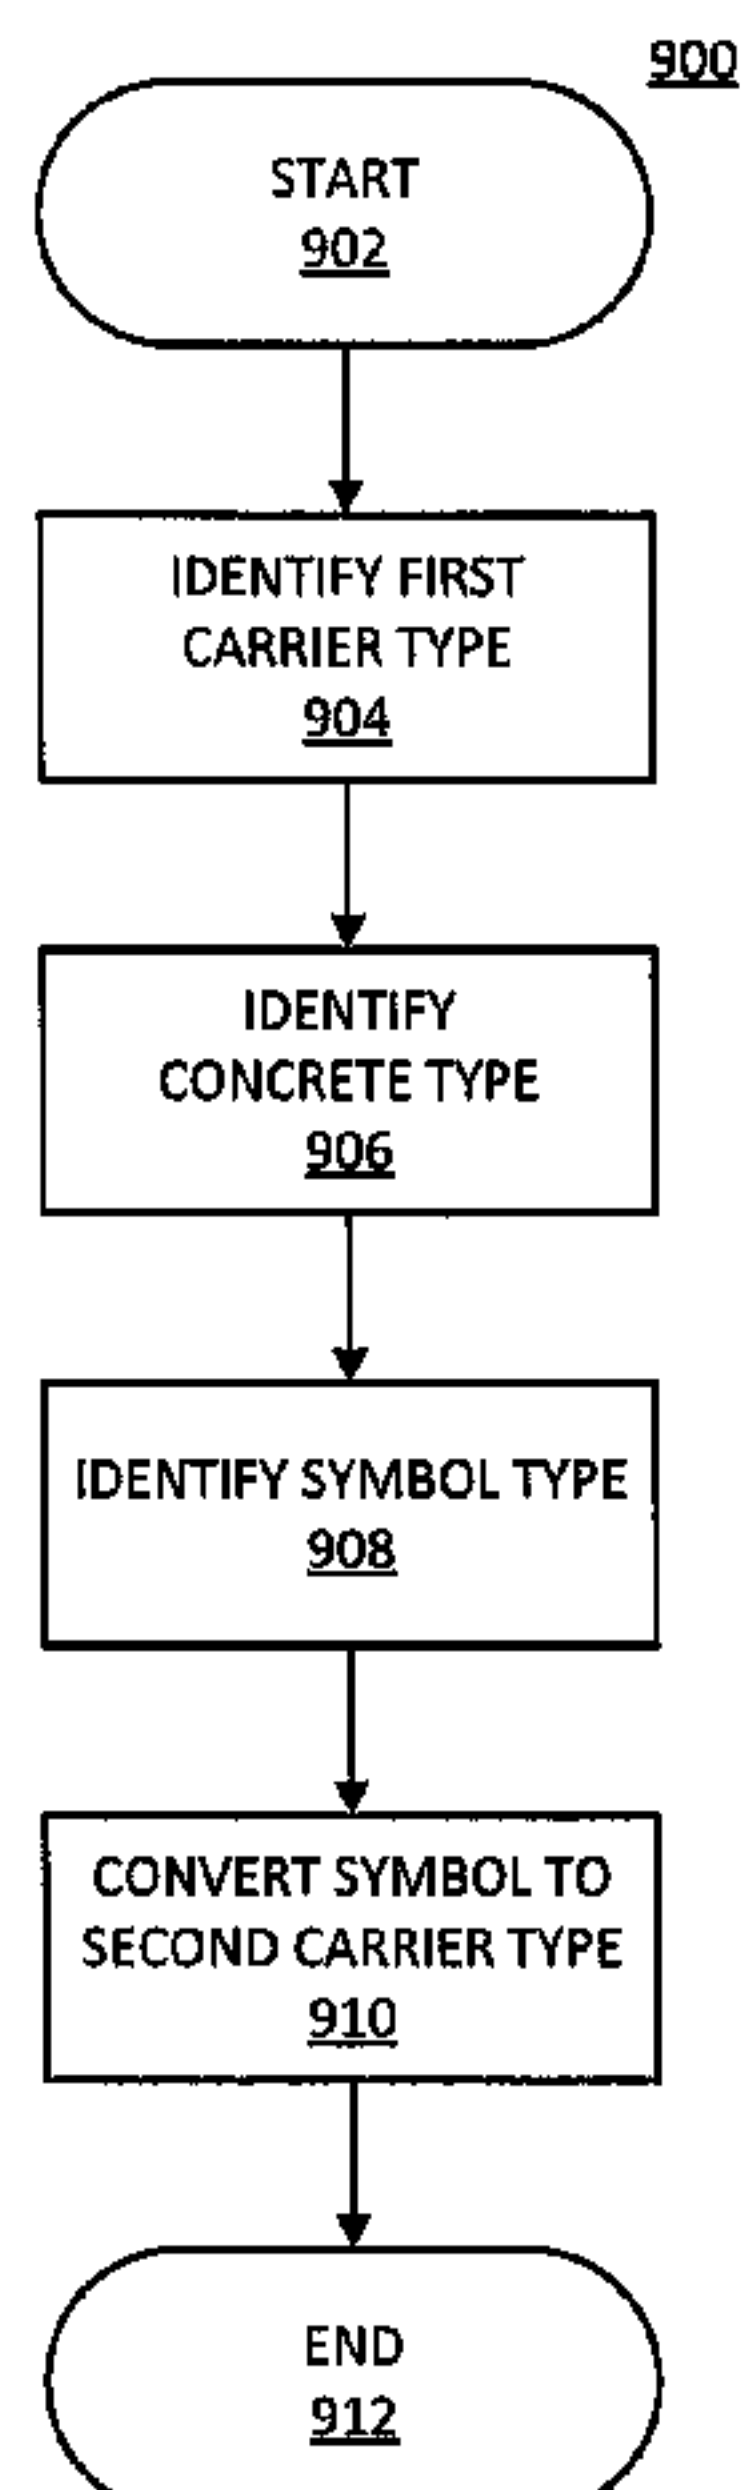 900
START
902
IDENTIFY FIRST
CARRIER TYPE
904
IDENTIFY
CONCRETE TYPE
906
IDENTIFY SYMBOL TYPE
908
CONVERT SYMBOL TO
SECOND CARRIER TYPE
910
END
912